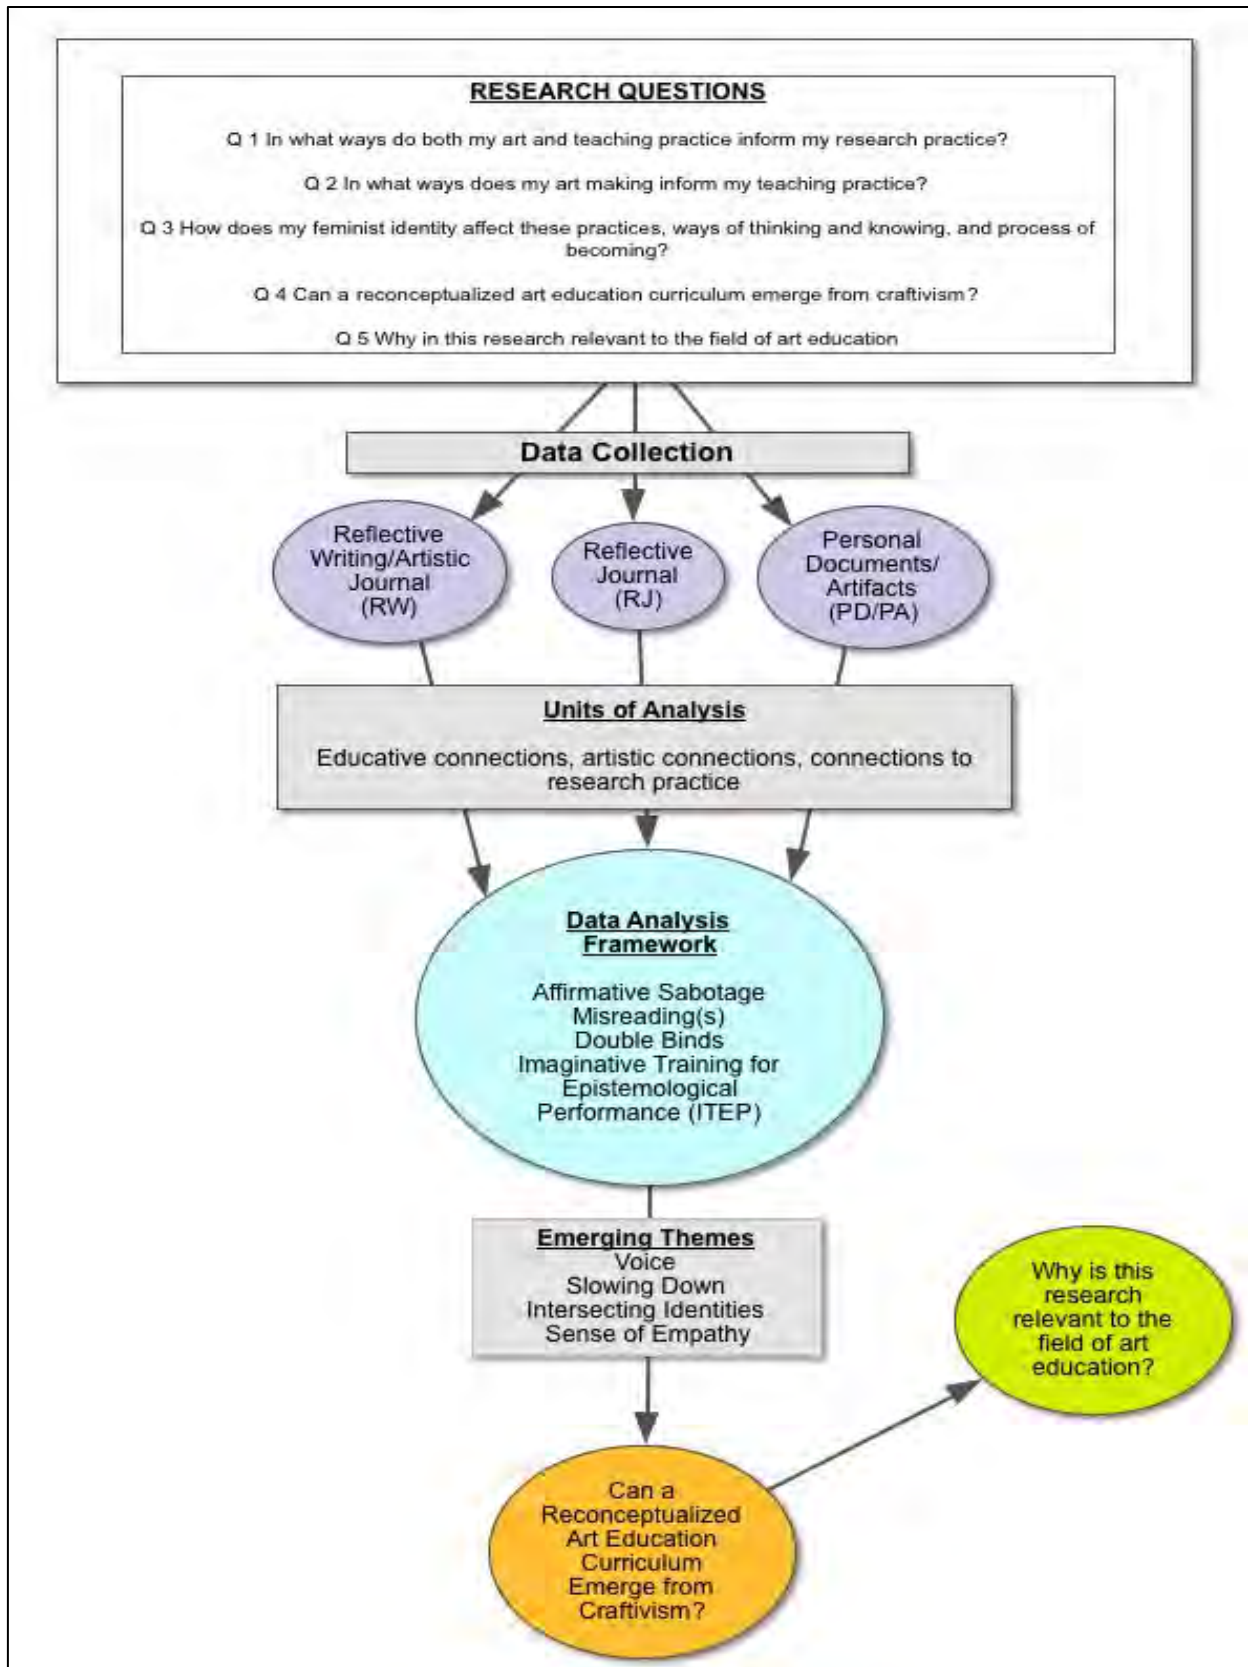 RESEARCH QUESTIONS
Q 1 In what ways do both my art and teaching practice inform my research practice?
Q 2 In what ways does my art making inform my teaching practice?
Q 3 How does my feminist identity affect these practices, ways of thinking and knowing, and process of
becoming?
Q 4 Can a reconceptualized art education curriculum emerge from craftivism?
Q 5 Why in this research relevant to the field of art education
Data Collection
Reflective
Writing/Artistic
Journal
(RW)
Reflective
Journal
(RJ)
Personal
Documents/
Artifacts
(PD/PA)
Units of Analysis
Educative connections, artistic connections, connections to
research practice
Data Analysis
Framework
Affirmative Sabotage
Misreading(s)
Double Binds
Imaginative Training for
Epistemological
Performance (ITEP)
Emerging Themes
Voice
Slowing Down
Intersecting Identities
Sense of Empathy
Why is this
research
relevant to the
field of art
education?
Can a
Reconceptualized
Art Education
Curriculum
Emerge from
Craftivism?